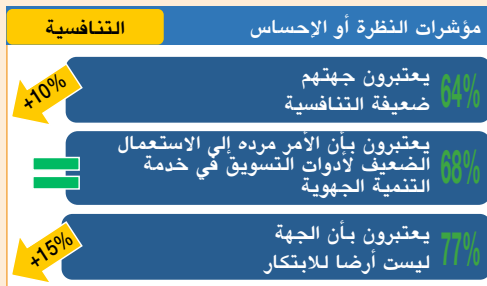 مؤشرات النظرة أو الإحساس
التنافسية
64%
يعتبرون جهتهم
ضعيفة التنافسية
+10%
68%
يعتبرون بأن الأمر مرده إلى الاستعمال
الضعيف لأدوات التسويق في خدمة
التنمية الجهوية
=
77%
يعتبرون بأن الجهة
ليست أرضا للابتكار
+15%